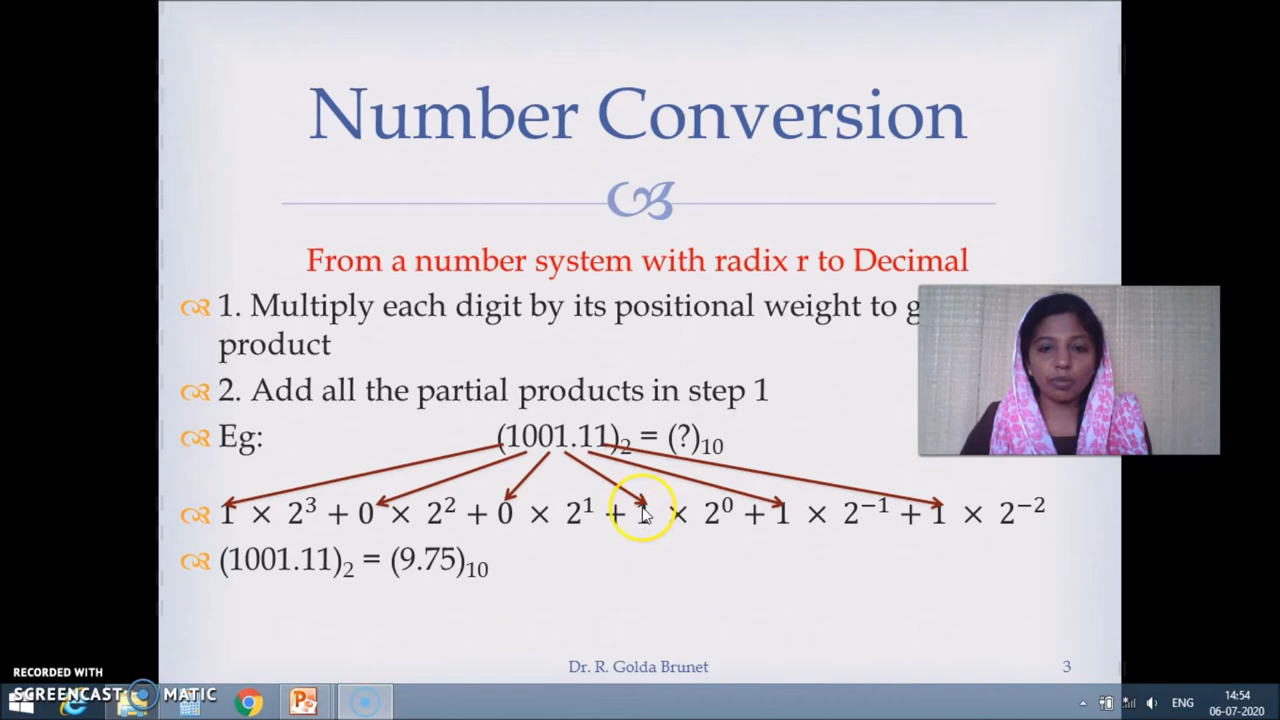 Number Conversion
From a number system with radix r to Decimal
1. Multiply each digit by its positional weight to
product
2. Add all the partial products in step 1
Eg: (1001.11)₂ = (?)₁₀
1 × 2³ + 0 × 2² + 0 × 2¹ + 1 × 2⁰ + 1 × 2⁻¹ + 1 × 2⁻²
(1001.11)₂ = (9.75)₁₀
Dr. R. Golda Brunet 3
RECORDED WITH
SCREENCAST MATIC
ENG
14:54
06-07-2020